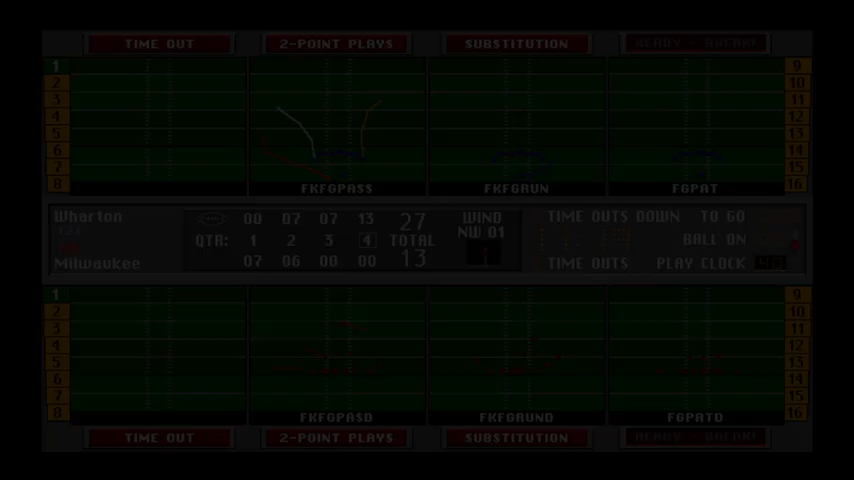 TIME OUT 2-POINT PLAYS SUBSTITUTION READY - BREAK!
1 9
2 10
3 11
4 12
5 13
6 14
7 15
8 FKFGPASS FKFGRUN FGPAT 16
Wharton 00 07 07 13 27 WIND TIME OUTS DOWN TO GO
QTR: 1 2 3 4 TOTAL NW 01 BALL ON
Milwaukee 07 06 00 00 13 TIME OUTS PLAY CLOCK
1 9
2 10
3 11
4 12
5 13
6 14
7 15
8 FKFGPASD FKFGRUND FGPATD 16
TIME OUT 2-POINT PLAYS SUBSTITUTION READY - BREAK!